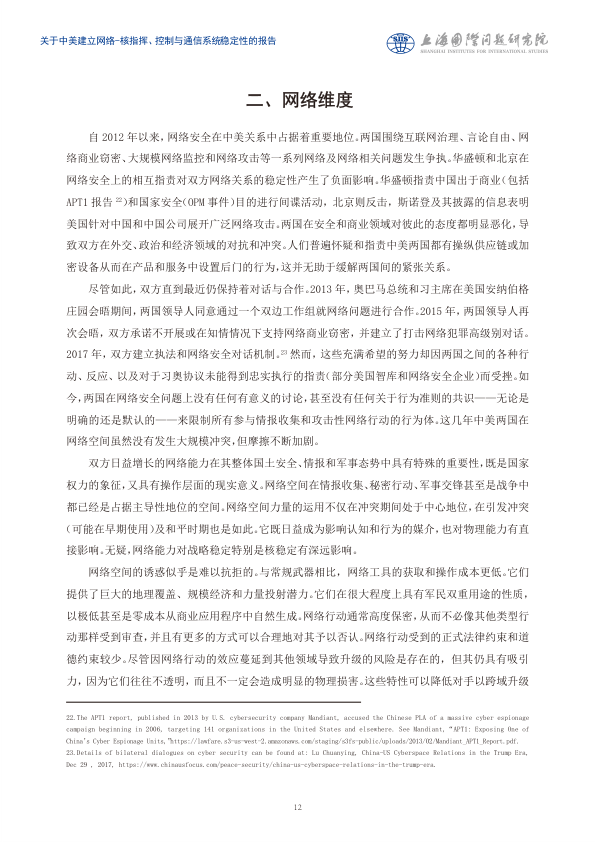 关于中美建立网络-核指挥、控制与通信系统稳定性的报告
SIIS
上海国际问题研究院
SHANGHAI INSTITUTES FOR INTERNATIONAL STUDIES
二、网络维度
自 2012 年以来，网络安全在中美关系中占据着重要地位。两国围绕互联网治理、言论自由、网
络商业窃密、大规模网络监控和网络攻击等一系列网络及网络相关问题发生争执。华盛顿和北京在
网络安全上的相互指责对双方网络关系的稳定性产生了负面影响。华盛顿指责中国出于商业（包括
APT1 报告 22）和国家安全（OPM 事件）目的进行间谍活动，北京则反击，斯诺登及其披露的信息表明
美国针对中国和中国公司展开广泛网络攻击。两国在安全和商业领域对彼此的态度都明显恶化，导
致双方在外交、政治和经济领域的对抗和冲突。人们普遍怀疑和指责中美两国都有操纵供应链或加
密设备从而在产品和服务中设置后门的行为，这并无助于缓解两国间的紧张关系。
尽管如此，双方直到最近仍保持着对话与合作。2013 年，奥巴马总统和习主席在美国安纳伯格
庄园会晤期间，两国领导人同意通过一个双边工作组就网络问题进行合作。2015 年，两国领导人再
次会晤，双方承诺不开展或在知情情况下支持网络商业窃密，并建立了打击网络犯罪高级别对话。
2017 年，双方建立执法和网络安全对话机制。23 然而，这些充满希望的努力却因两国之间的各种行
动、反应、以及对于习奥协议未能得到忠实执行的指责（部分美国智库和网络安全企业）而受挫。如
今，两国在网络安全问题上没有任何有意义的讨论，甚至没有任何关于行为准则的共识——无论是
明确的还是默认的——来限制所有参与情报收集和攻击性网络行动的行为体。这几年中美两国在
网络空间虽然没有发生大规模冲突，但摩擦不断加剧。
双方日益增长的网络能力在其整体国土安全、情报和军事态势中具有特殊的重要性，既是国家
权力的象征，又具有操作层面的现实意义。网络空间在情报收集、秘密行动、军事交锋甚至是战争中
都已经是占据主导性地位的空间。网络空间力量的运用不仅在冲突期间处于中心地位，在引发冲突
（可能在早期使用）及和平时期也是如此。它既日益成为影响认知和行为的媒介，也对物理能力有直
接影响。无疑，网络能力对战略稳定特别是核稳定有深远影响。
网络空间的诱惑似乎是难以抗拒的。与常规武器相比，网络工具的获取和操作成本更低。它们
提供了巨大的地理覆盖、规模经济和力量投射潜力。它们在很大程度上具有军民双重用途的性质，
以极低甚至是零成本从商业应用程序中自然生成。网络行动通常高度保密，从而不必像其他类型行
动那样受到审查，并且有更多的方式可以合理地对其予以否认。网络行动受到的正式法律约束和道
德约束较少。尽管因网络行动的效应蔓延到其他领域导致升级的风险是存在的，但其仍具有吸引
力，因为它们往往不透明，而且不一定会造成明显的物理损害。这些特性可以降低对手以跨域升级
22.The APT1 report, published in 2013 by U.S. cybersecurity company Mandiant, accused the Chinese PLA of a massive cyber espionage
campaign beginning in 2006, targeting 141 organizations in the United States and elsewhere. See Mandiant, "APT1: Exposing One of
China's Cyber Espionage Units,"https://lawfare.s3-us-west-2.amazonaws.com/staging/s3fs-public/uploads/2013/02/Mandiant_APT1_Report.pdf.
23.Details of bilateral dialogues on cyber security can be found at: Lu Chuanying, China-US Cyberspace Relations in the Trump Era,
Dec 29 , 2017, https://www.chinausfocus.com/peace-security/china-us-cyberspace-relations-in-the-trump-era.
12